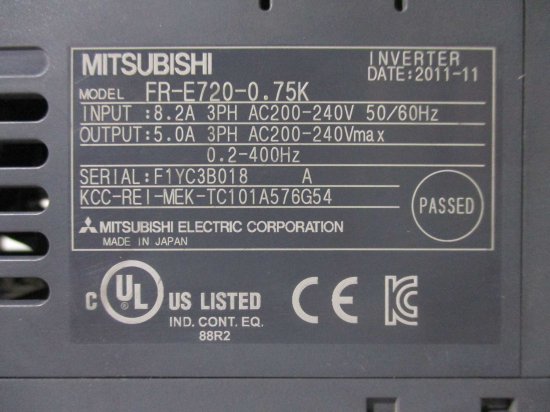 MITSUBISHI INVERTER
DATE:2011-11
MODEL FR-E720-0.75K
INPUT :8.2A 3PH AC200-240V 50/60Hz
OUTPUT:5.0A 3PH AC200-240Vmax
0.2-400Hz
SERIAL:F1YC3B018 A
KCC-REI-MEK-TC101A576G54
PASSED
MITSUBISHI ELECTRIC CORPORATION
MADE IN JAPAN
C UL US LISTED CE
IND. CONT. EQ.
88R2